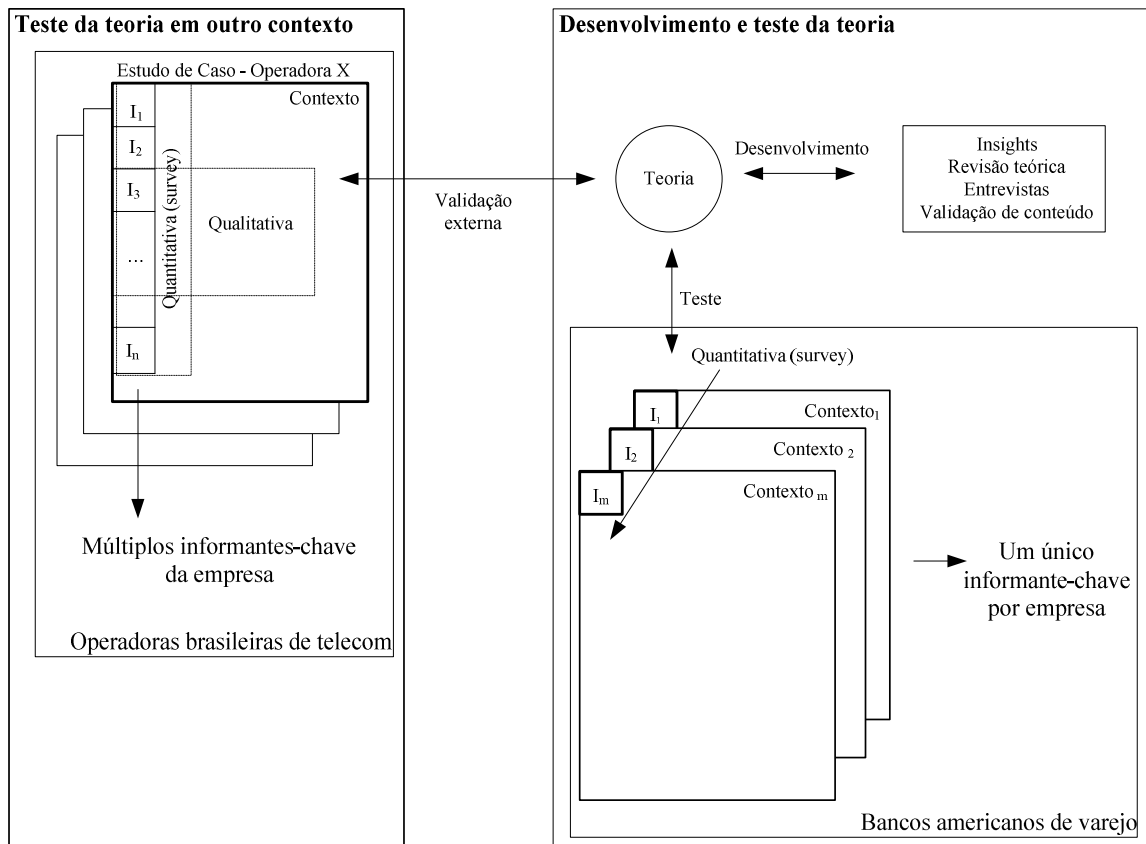 Teste da teoria em outro contexto
Estudo de Caso - Operadora X
Contexto
I1
I2
I3
...
In
Quantitativa (survey)
Qualitativa
Múltiplos informantes-chave
da empresa
Operadoras brasileiras de telecom
Validação
externa
Desenvolvimento e teste da teoria
Teoria
Desenvolvimento
Insights
Revisão teórica
Entrevistas
Validação de conteúdo
Teste
Quantitativa (survey)
I1
Contexto1
I2
Contexto 2
Im
Contexto m
Um único
informante-chave
por empresa
Bancos americanos de varejo